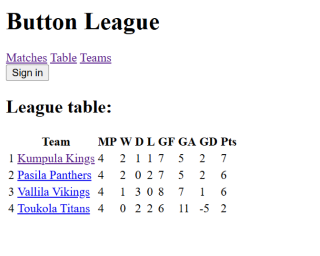 Button League
Matches Table Teams
Sign in
League table:
Team MP W D L GF GA GD Pts
1 Kumpula Kings 4 2 1 1 7 5 2 7
2 Pasila Panthers 4 2 0 2 7 5 2 6
3 Vallila Vikings 4 1 3 0 8 7 1 6
4 Toukola Titans 4 0 2 2 6 11 -5 2